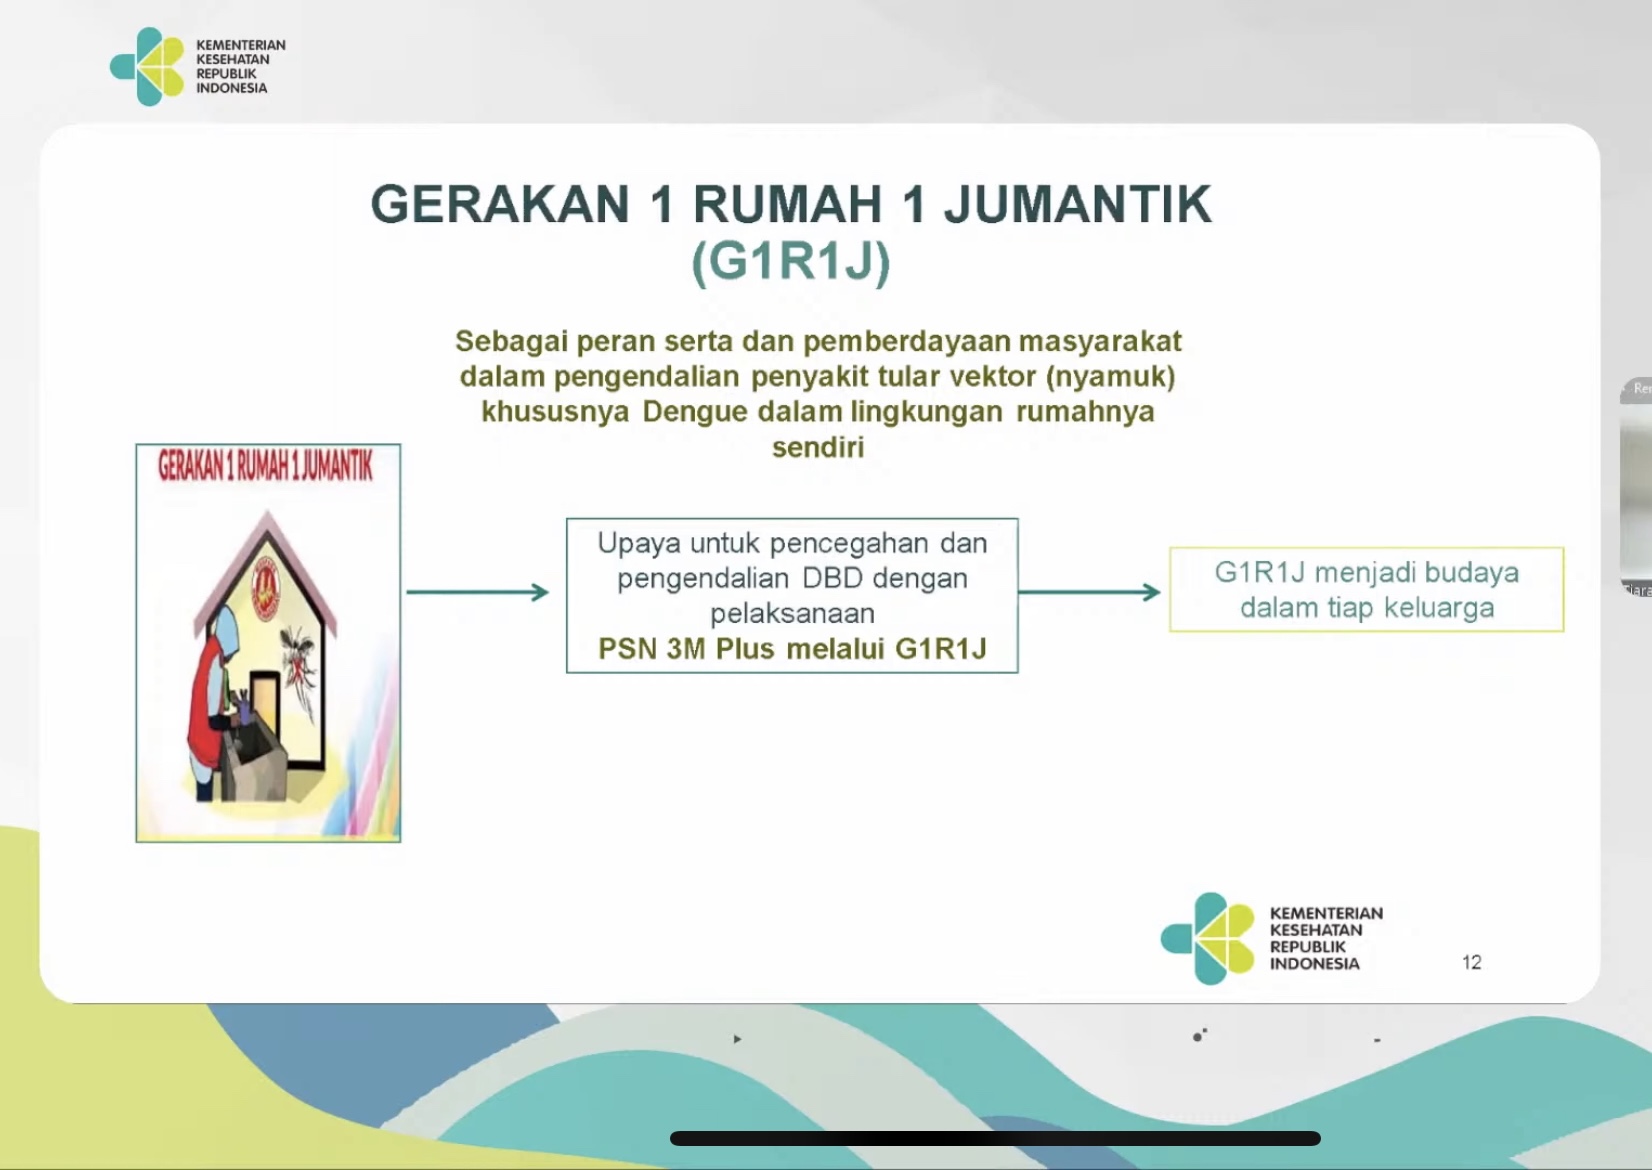 KEMENTERIAN
KESEHATAN
REPUBLIK
INDONESIA
GERAKAN 1 RUMAH 1 JUMANTIK
(G1R1J)
Sebagai peran serta dan pemberdayaan masyarakat
dalam pengendalian penyakit tular vektor (nyamuk)
khususnya Dengue dalam lingkungan rumahnya
sendiri
GERAKAN 1 RUMAH 1 JUMANTIK
Upaya untuk pencegahan dan
pengendalian DBD dengan
pelaksanaan
PSN 3M Plus melalui G1R1J
G1R1J menjadi budaya
dalam tiap keluarga
KEMENTERIAN
KESEHATAN
REPUBLIK
INDONESIA
12